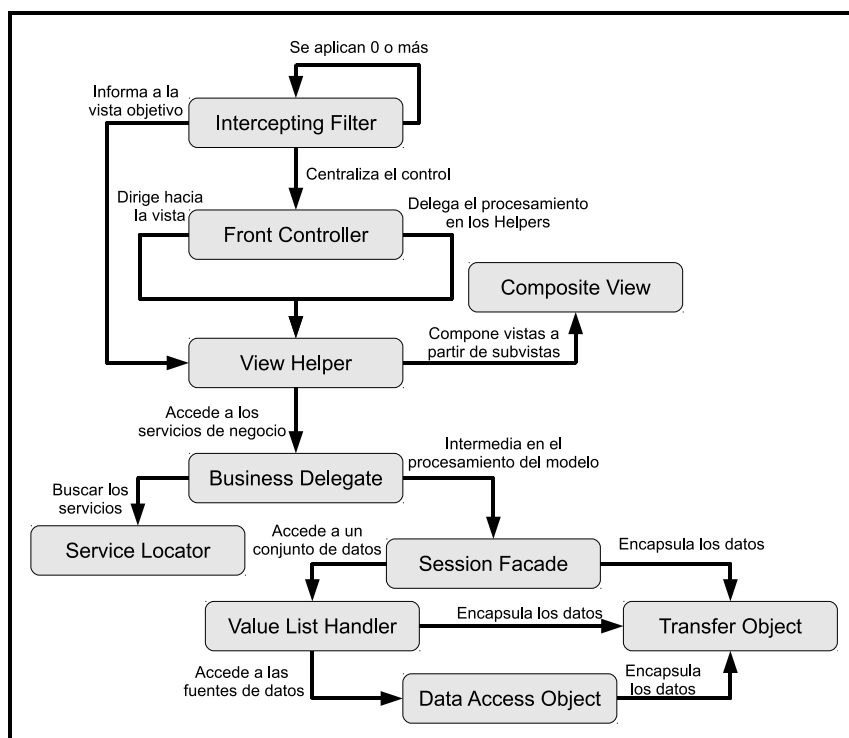 Se aplican 0 o más
Informa a la
vista objetivo
Intercepting Filter
Centraliza el control
Dirige hacia
la vista
Delega el procesamiento
en los Helpers
Front Controller
Composite View
View Helper
Compone vistas a
partir de subvistas
Accede a los
servicios de negocio
Business Delegate
Intermedia en el
procesamiento del modelo
Buscar los
servicios
Service Locator
Accede a un
conjunto de datos
Session Facade
Encapsula los datos
Value List Handler
Encapsula los datos
Transfer Object
Accede a las
fuentes de datos
Data Access Object
Encapsula
los datos